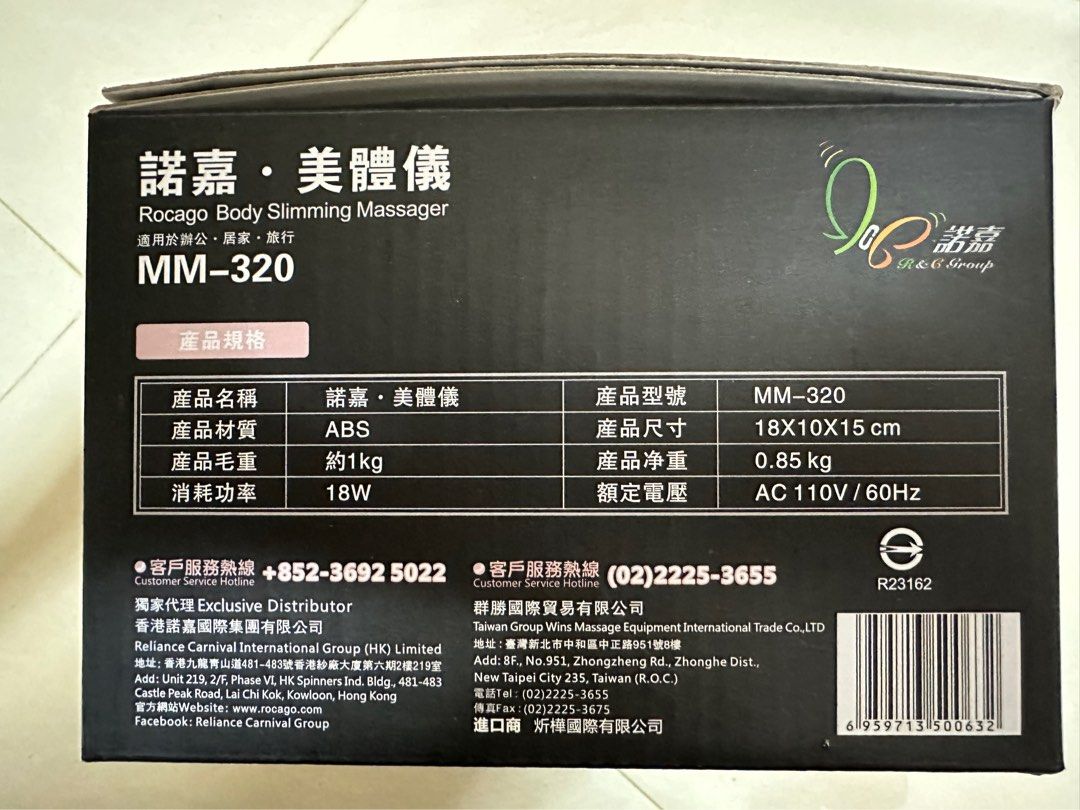 諾嘉・美體儀
Rocago Body Slimming Massager
適用於辦公・居家・旅行
MM-320
諾嘉
R&C Group
產品規格
產品名稱 諾嘉・美體儀 產品型號 MM-320
產品材質 ABS 產品尺寸 18X10X15 cm
產品毛重 約1kg 產品净重 0.85 kg
消耗功率 18W 額定電壓 AC 110V / 60Hz
R23162
客戶服務熱線 +852-3692 5022
Customer Service Hotline
獨家代理 Exclusive Distributor
香港諾嘉國際集團有限公司
Reliance Carnival International Group (HK) Limited
地址: 香港九龍青山道481-483號香港紗廠大廈第六期2樓219室
Add: Unit 219, 2/F, Phase VI, HK Spinners Ind. Bldg., 481-483
Castle Peak Road, Lai Chi Kok, Kowloon, Hong Kong
官方網站Website: www.rocago.com
Facebook: Reliance Carnival Group
客戶服務熱線 (02)2225-3655
Customer Service Hotline
群勝國際貿易有限公司
Taiwan Group Wins Massage Equipment International Trade Co.,LTD
地址: 臺灣新北市中和區中正路951號8樓
Add: 8F., No.951, Zhongzheng Rd., Zhonghe Dist.,
New Taipei City 235, Taiwan (R.O.C.)
電話Tel : (02)2225-3655
傳真Fax : (02)2225-3675
進口商 炘樺國際有限公司
6 959713 500632